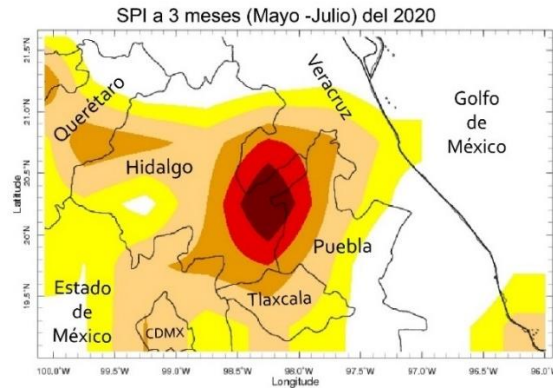 SPI a 3 meses (Mayo -Julio) del 2020
21.5°N
21.0°N
20.5°N
20°N
19.5°N
Latitude
Querétaro
Veracruz
Golfo
de
México
Hidalgo
Puebla
Estado
de
México
Tlaxcala
CDMX
100.0°W 99.5°W 99.0°W 98.5°W 98.0°W 97.5°W 97.0°W 96.5°W 96.0°W
Longitude